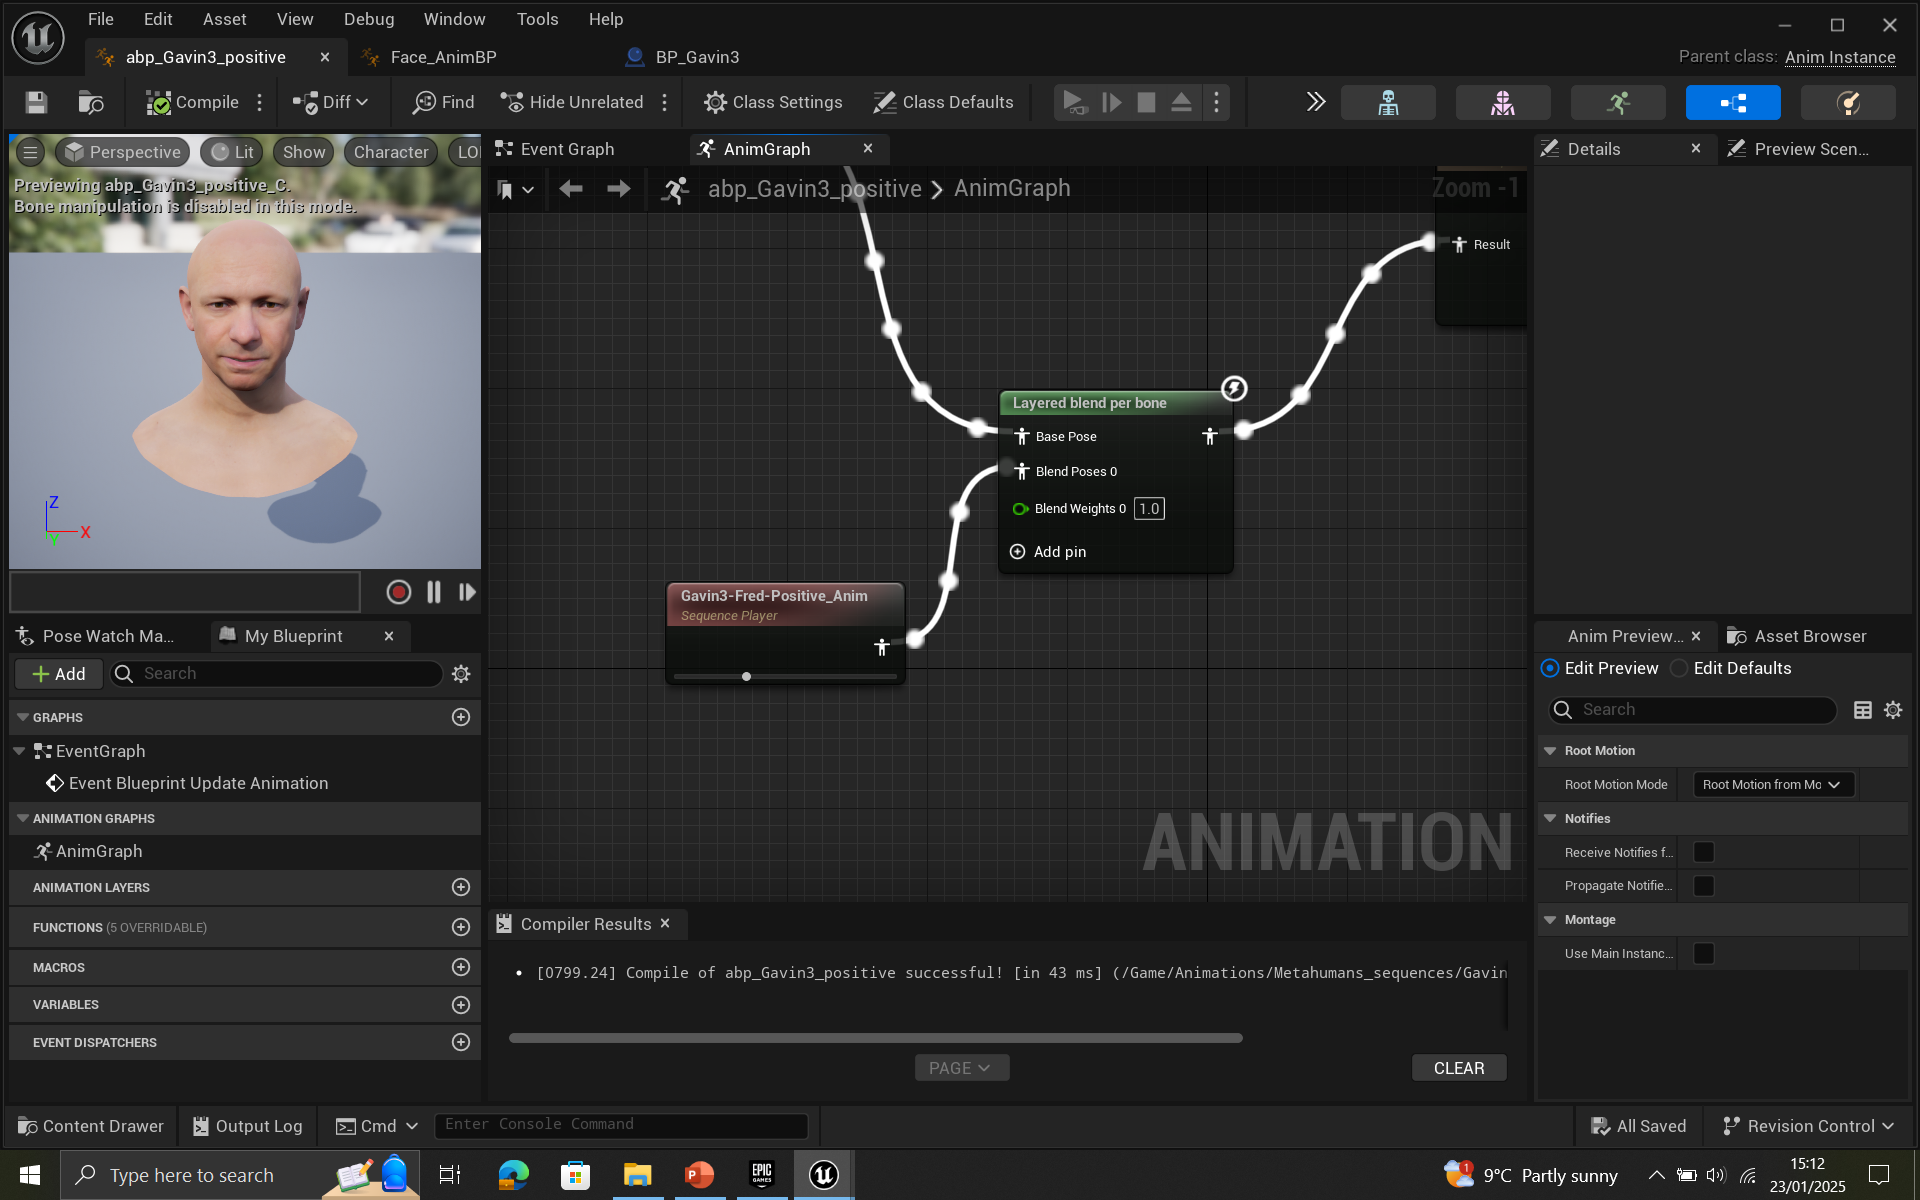 File Edit Asset View Debug Window Tools Help
abp_Gavin3_positive Face_AnimBP BP_Gavin3
Parent class: Anim Instance
Compile Diff Find Hide Unrelated Class Settings Class Defaults
Perspective Lit Show Character LO
Previewing abp_Gavin3_positive_C.
Bone manipulation is disabled in this mode.
Z
X
Y
Event Graph AnimGraph
abp_Gavin3_positive AnimGraph
Zoom -1
Result
Layered blend per bone
Base Pose
Blend Poses 0
Blend Weights 0 1.0
Add pin
Gavin3-Fred-Positive_Anim
Sequence Player
ANIMATION
Pose Watch Ma... My Blueprint
Add Search
GRAPHS
EventGraph
Event Blueprint Update Animation
ANIMATION GRAPHS
AnimGraph
ANIMATION LAYERS
FUNCTIONS (5 OVERRIDABLE)
MACROS
VARIABLES
EVENT DISPATCHERS
Compiler Results
[0799.24] Compile of abp_Gavin3_positive successful! [in 43 ms] (/Game/Animations/Metahumans_sequences/Gavin
PAGE CLEAR
Details Preview Scen...
Anim Preview... Asset Browser
Edit Preview Edit Defaults
Search
Root Motion
Root Motion Mode Root Motion from Mo
Notifies
Receive Notifies f...
Propagate Notifie...
Montage
Use Main Instanc...
Content Drawer Output Log Cmd Enter Console Command All Saved Revision Control
Type here to search
P
EPIC
GAMES
1
9°C Partly sunny
15:12
23/01/2025